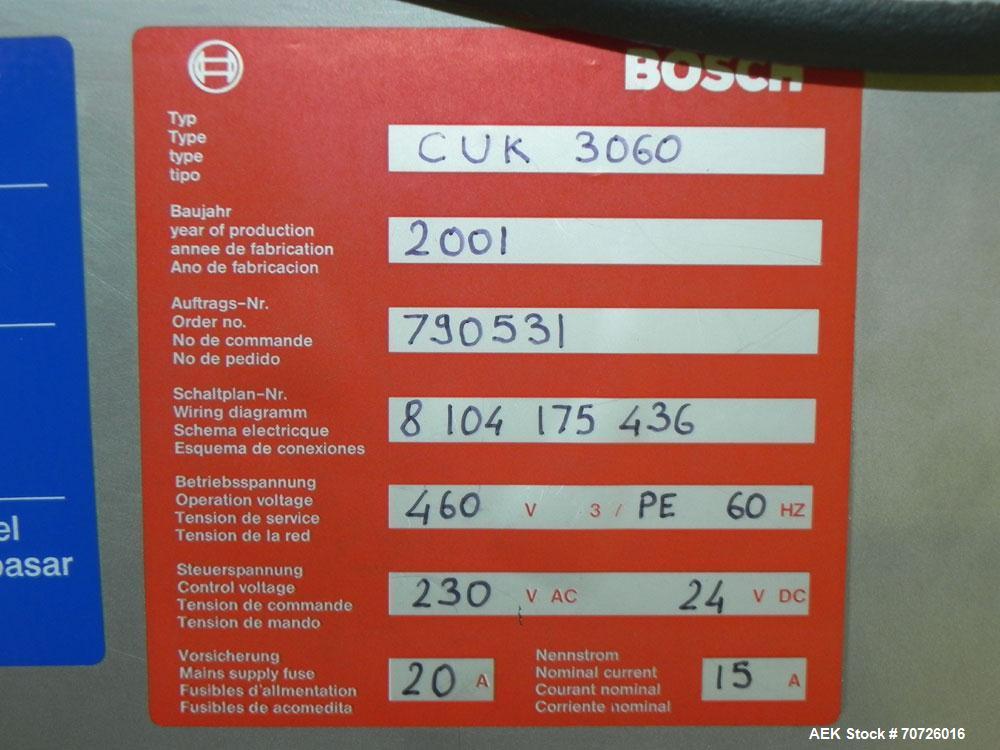 BOSCH
Typ
Type
type
tipo
CUK 3060
Baujahr
year of production
annee de fabrication
Ano de fabricacion
2001
Auftrags-Nr.
Order no.
No de commande
No de pedido
790531
Schaltplan-Nr.
Wiring diagramm
Schema electricque
Esquema de conexiones
8 104 175 436
Betriebsspannung
Operation voltage
Tension de service
Tension de la red
460 V 3 / PE 60 HZ
Steuerspannung
Control voltage
Tension de commande
Tension de mando
230 V AC 24 V DC
Vorsicherung
Mains supply fuse
Fusibles d'allmentation
Fusibles de acomedita
20 A
Nennstrom
Nominal current
Courant nominal
Corriente nominal
15 A
el
pasar
AEK Stock # 70726016